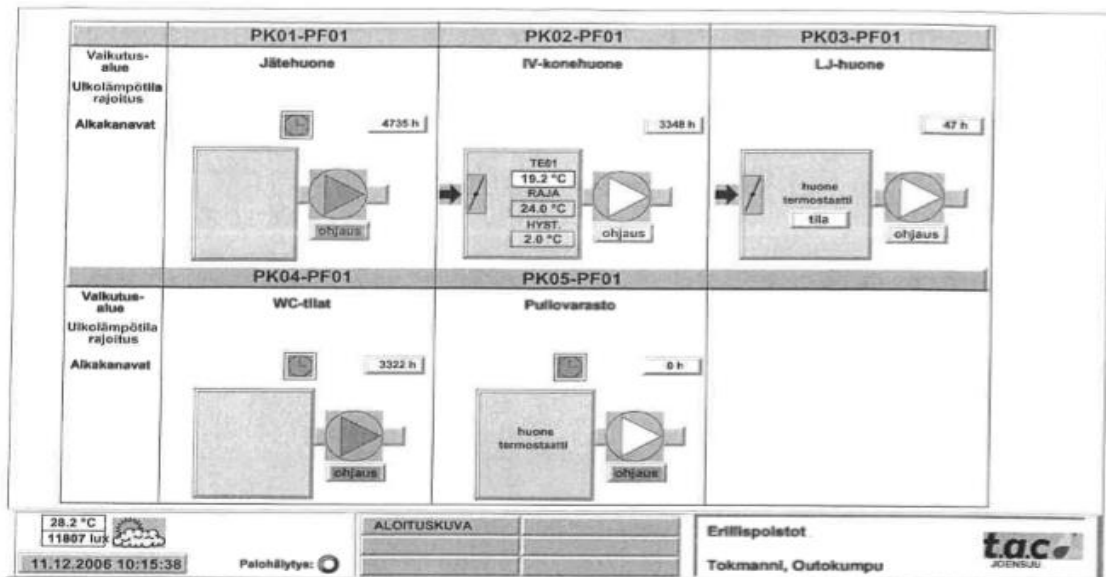 PK01-PF01 PK02-PF01 PK03-PF01
Vaikutus-
alue
Jätehuone IV-konehuone LJ-huone
Ulkolämpötila
rajoitus
Aikakanavat
4735 h 3348 h 47 h
TE01
19.2 °C
RAJA
24.0 °C
HYST.
2.0 °C
huone
termostaatti
tila
ohjaus ohjaus ohjaus
PK04-PF01 PK05-PF01
Vaikutus-
alue
WC-tilat Pullovarasto
Ulkolämpötila
rajoitus
Aikakanavat
3322 h 0 h
huone
termostaatti
ohjaus ohjaus
28.2 °C
11807 lux
11.12.2006 10:15:38
Palohälytys:
ALOITUSKUVA
Erillispoistot
Tokmanni, Outokumpu
t.a.c
JOENSUU